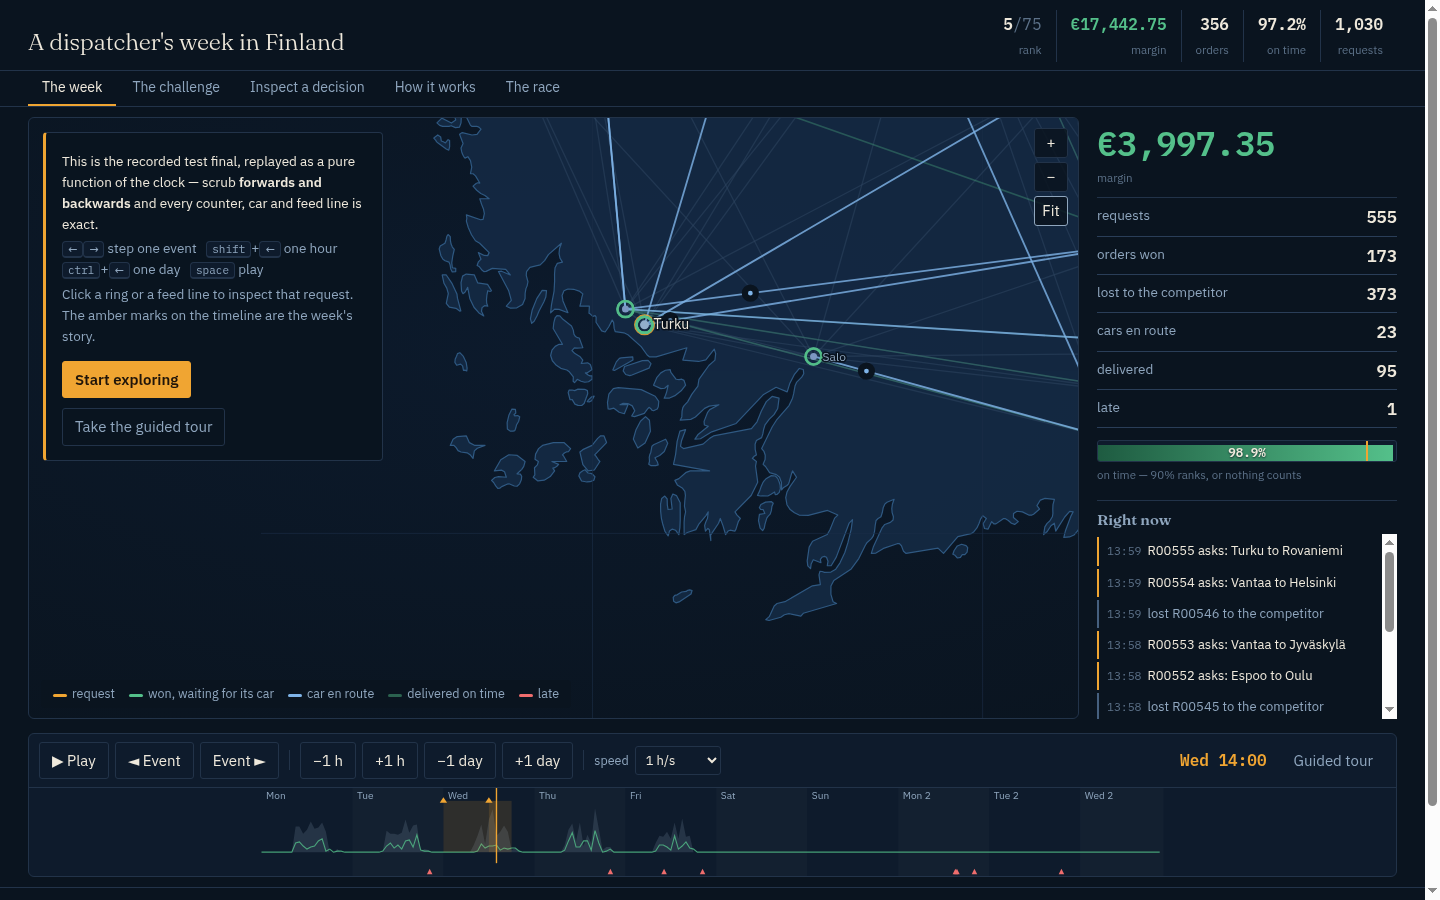 A dispatcher's week in Finland
5/75
rank
€17,442.75
margin
356
orders
97.2%
on time
1,030
requests
The week
The challenge
Inspect a decision
How it works
The race
This is the recorded test final, replayed as a pure
function of the clock — scrub forwards and
backwards and every counter, car and feed line is
exact.
← → step one event shift+← one hour
ctrl+← one day space play
Click a ring or a feed line to inspect that request.
The amber marks on the timeline are the week's
story.
Start exploring
Take the guided tour
Turku
Salo
+
−
Fit
request
won, waiting for its car
car en route
delivered on time
late
€3,997.35
margin
requests 555
orders won 173
lost to the competitor 373
cars en route 23
delivered 95
late 1
98.9%
on time — 90% ranks, or nothing counts
Right now
13:59 R00555 asks: Turku to Rovaniemi
13:59 R00554 asks: Vantaa to Helsinki
13:59 lost R00546 to the competitor
13:58 R00553 asks: Vantaa to Jyväskylä
13:58 R00552 asks: Espoo to Oulu
13:58 lost R00545 to the competitor
▶ Play
◄ Event
Event ►
−1 h
+1 h
−1 day
+1 day
speed
1 h/s
Wed 14:00
Guided tour
Mon
Tue
Wed
Thu
Fri
Sat
Sun
Mon 2
Tue 2
Wed 2